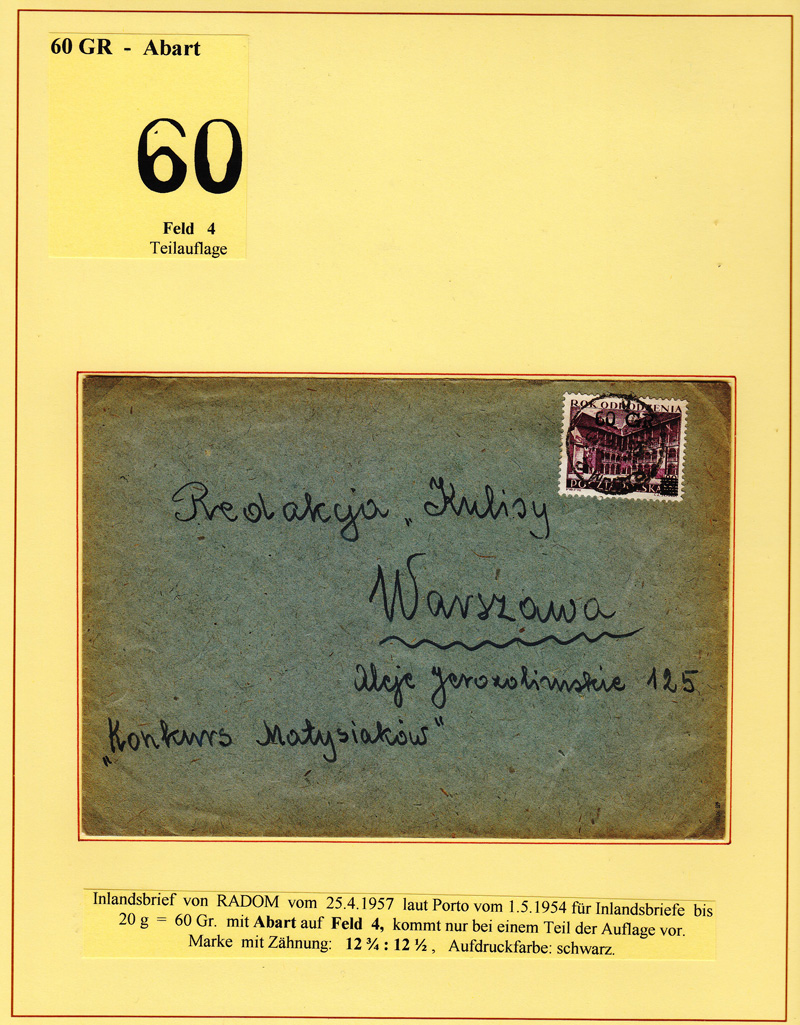 60 GR - Abart
60
Feld 4
Teilauflage
ROK ODRODZENIA
60 GR
Redakcja „Kulisy
Warszawa
Aleje Jerozolimskie 125
„Konkurs Matysiaków"
Inlandsbrief von RADOM vom 25.4.1957 laut Porto vom 1.5.1954 für Inlandsbriefe bis
20 g = 60 Gr. mit Abart auf Feld 4, kommt nur bei einem Teil der Auflage vor.
Marke mit Zähnung: 12 ¾ : 12 ½ , Aufdruckfarbe: schwarz.